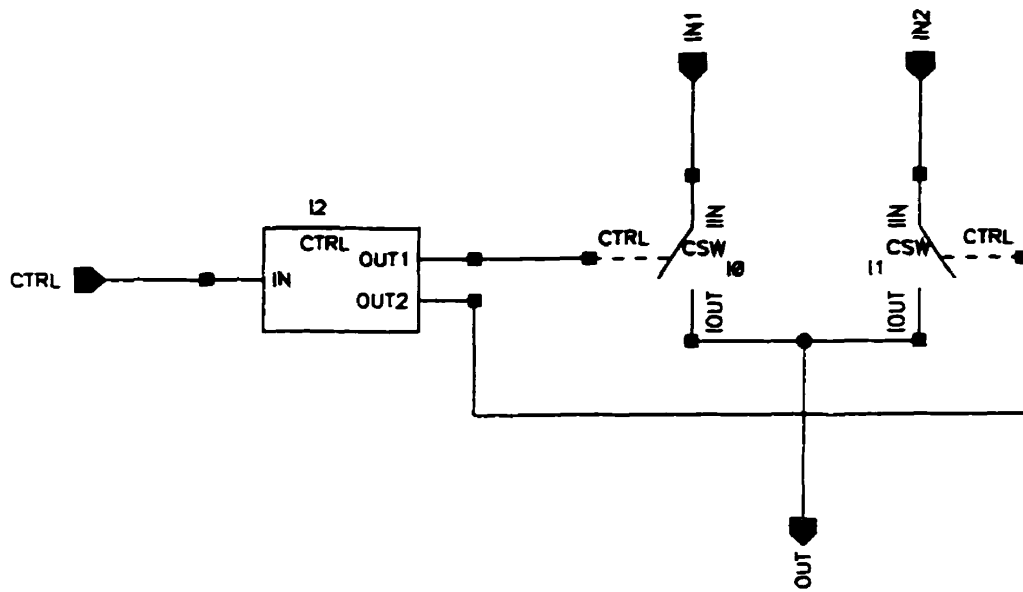 IN1
IN2
I2
CTRL
IN
OUT1
OUT2
CTRL
CTRL
IIN
CSW
I0
IOUT
IIN
CSW
I1
IOUT
CTRL
OUT